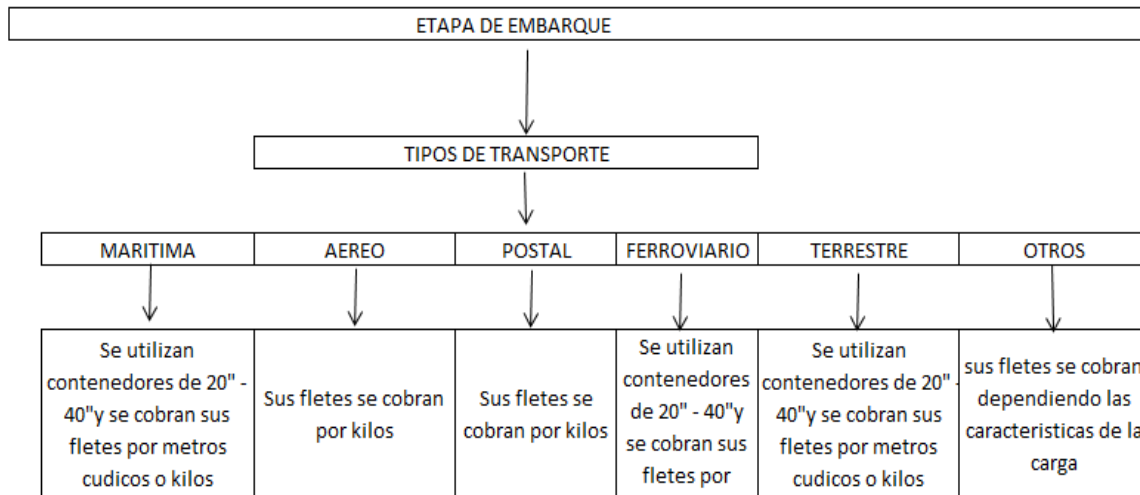 ETAPA DE EMBARQUE
TIPOS DE TRANSPORTE
MARITIMA
AEREO
POSTAL
FERROVIARIO
TERRESTRE
OTROS
Se utilizan
contenedores de 20" -
40"y se cobran sus
fletes por metros
cudicos o kilos
Sus fletes se cobran
por kilos
Sus fletes se
cobran por kilos
Se utilizan
contenedores
de 20" - 40"y
se cobran sus
fletes por
Se utilizan
contenedores de 20" -
40"y se cobran sus
fletes por metros
cudicos o kilos
sus fletes se cobran
dependiendo las
caracteristicas de la
carga